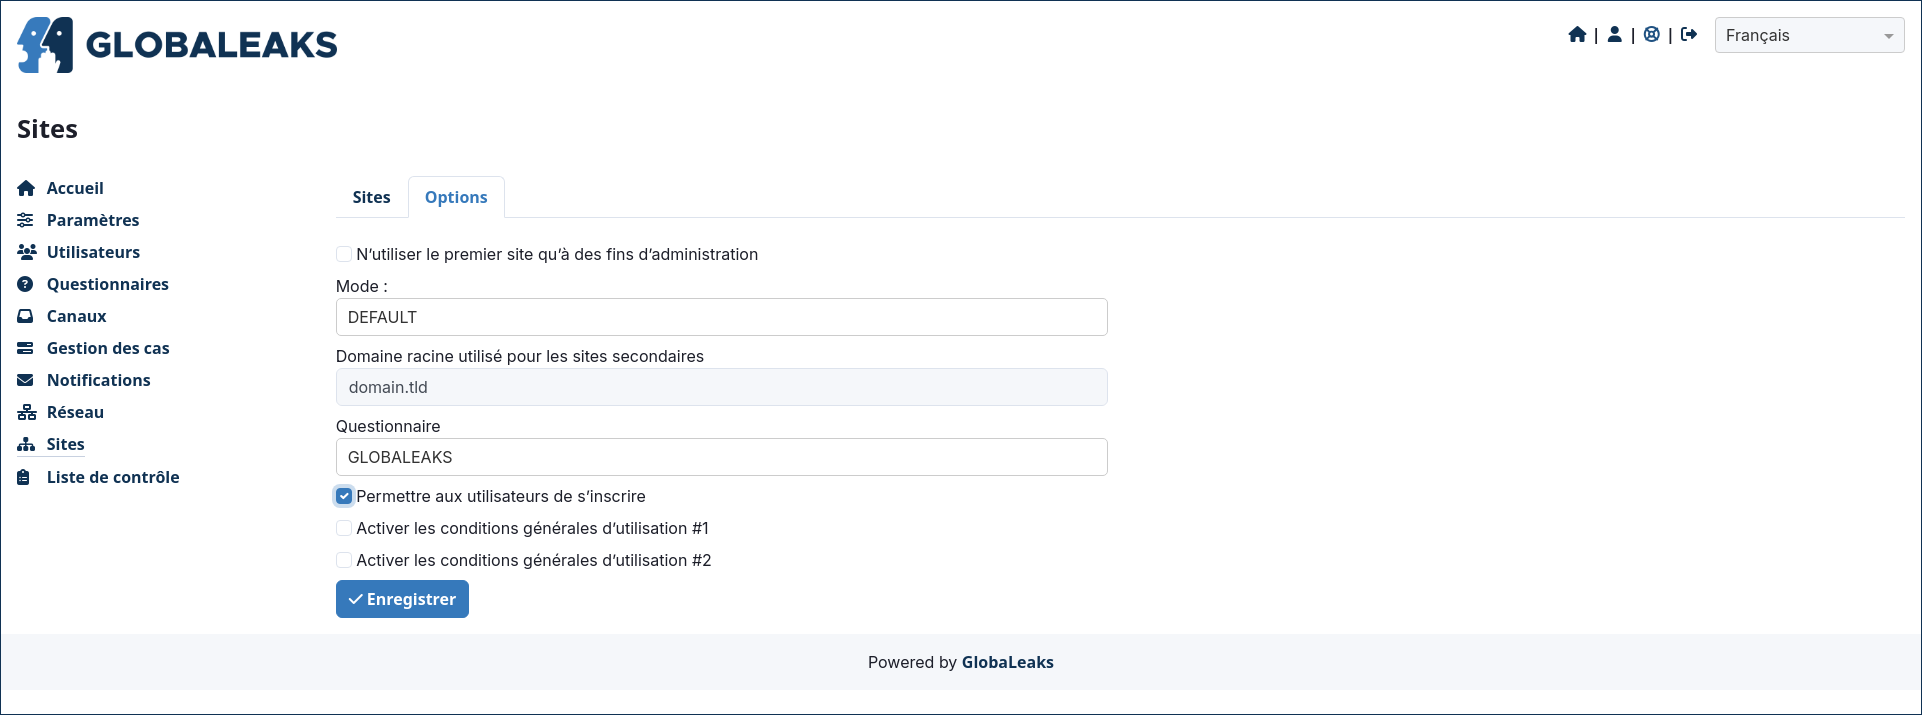 GLOBALEAKS
| | |
Français
Sites
Accueil
Paramètres
Utilisateurs
Questionnaires
Canaux
Gestion des cas
Notifications
Réseau
Sites
Liste de contrôle
Sites Options
N’utiliser le premier site qu’à des fins d’administration
Mode :
DEFAULT
Domaine racine utilisé pour les sites secondaires
domain.tld
Questionnaire
GLOBALEAKS
Permettre aux utilisateurs de s’inscrire
Activer les conditions générales d’utilisation #1
Activer les conditions générales d’utilisation #2
Enregistrer
Powered by GlobaLeaks